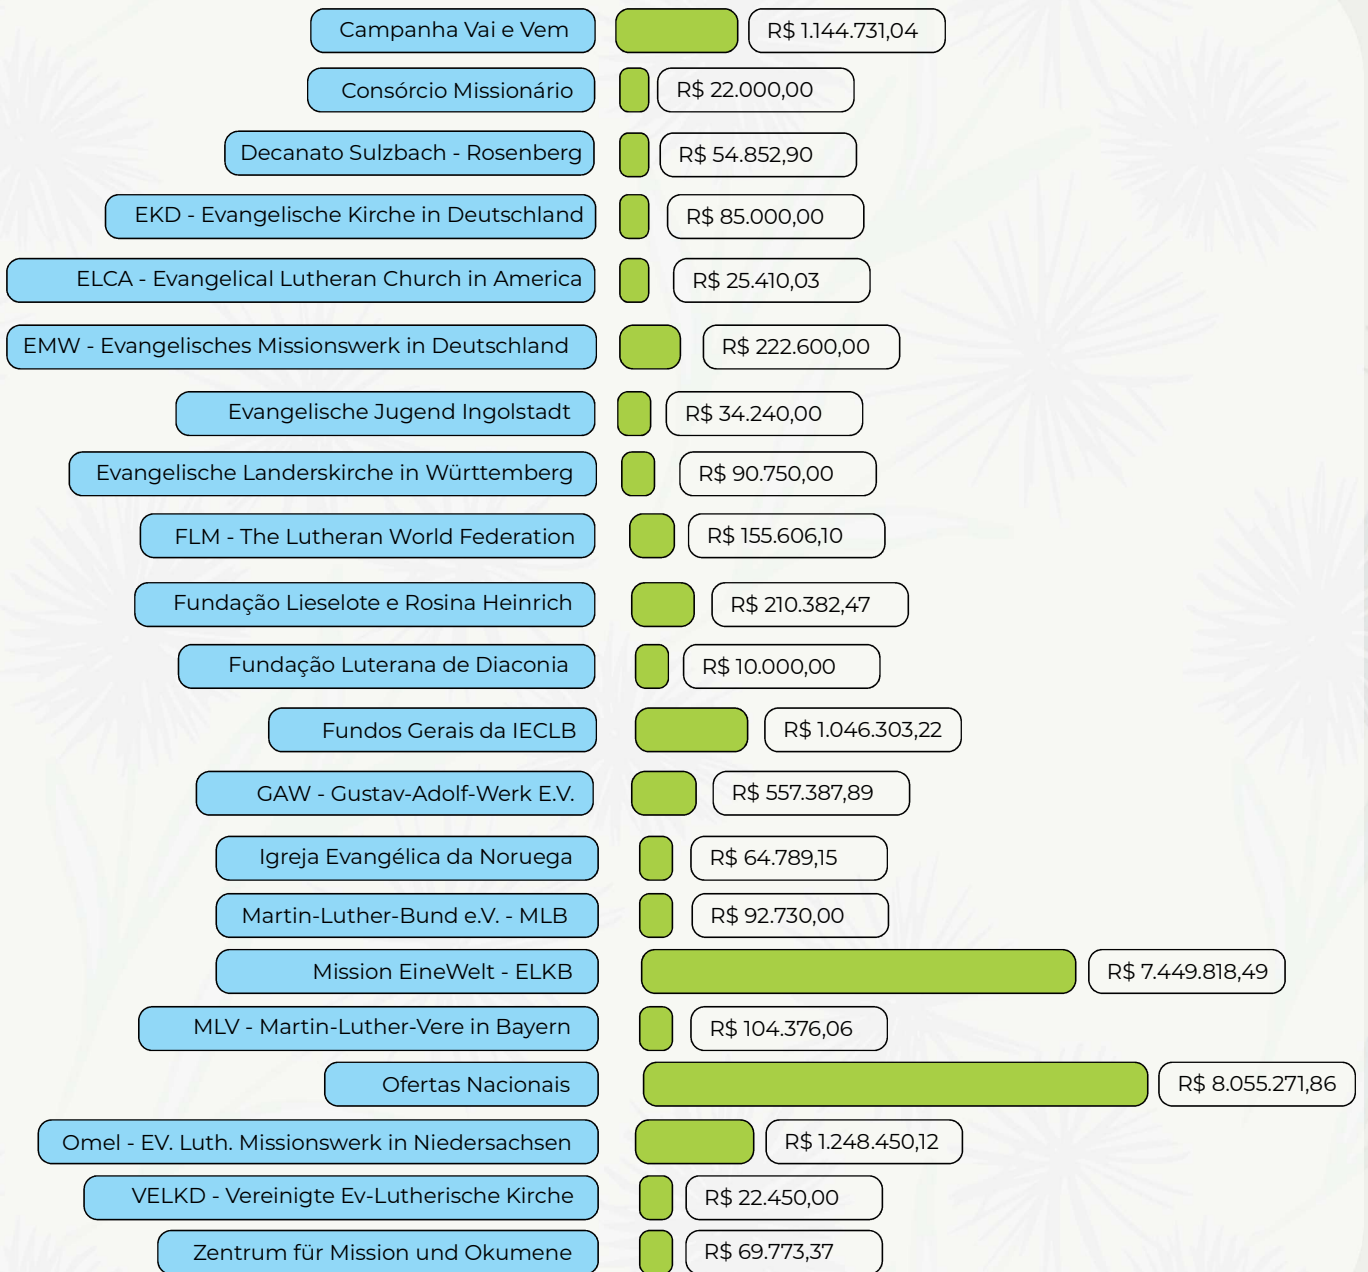 Campanha Vai e Vem R$ 1.144.731,04
Consórcio Missionário R$ 22.000,00
Decanato Sulzbach - Rosenberg R$ 54.852,90
EKD - Evangelische Kirche in Deutschland R$ 85.000,00
ELCA - Evangelical Lutheran Church in America R$ 25.410,03
EMW - Evangelisches Missionswerk in Deutschland R$ 222.600,00
Evangelische Jugend Ingolstadt R$ 34.240,00
Evangelische Landerskirche in Württemberg R$ 90.750,00
FLM - The Lutheran World Federation R$ 155.606,10
Fundação Lieselote e Rosina Heinrich R$ 210.382,47
Fundação Luterana de Diaconia R$ 10.000,00
Fundos Gerais da IECLB R$ 1.046.303,22
GAW - Gustav-Adolf-Werk E.V. R$ 557.387,89
Igreja Evangélica da Noruega R$ 64.789,15
Martin-Luther-Bund e.V. - MLB R$ 92.730,00
Mission EineWelt - ELKB R$ 7.449.818,49
MLV - Martin-Luther-Vere in Bayern R$ 104.376,06
Ofertas Nacionais R$ 8.055.271,86
Omel - EV. Luth. Missionswerk in Niedersachsen R$ 1.248.450,12
VELKD - Vereinigte Ev-Lutherische Kirche R$ 22.450,00
Zentrum für Mission und Okumene R$ 69.773,37